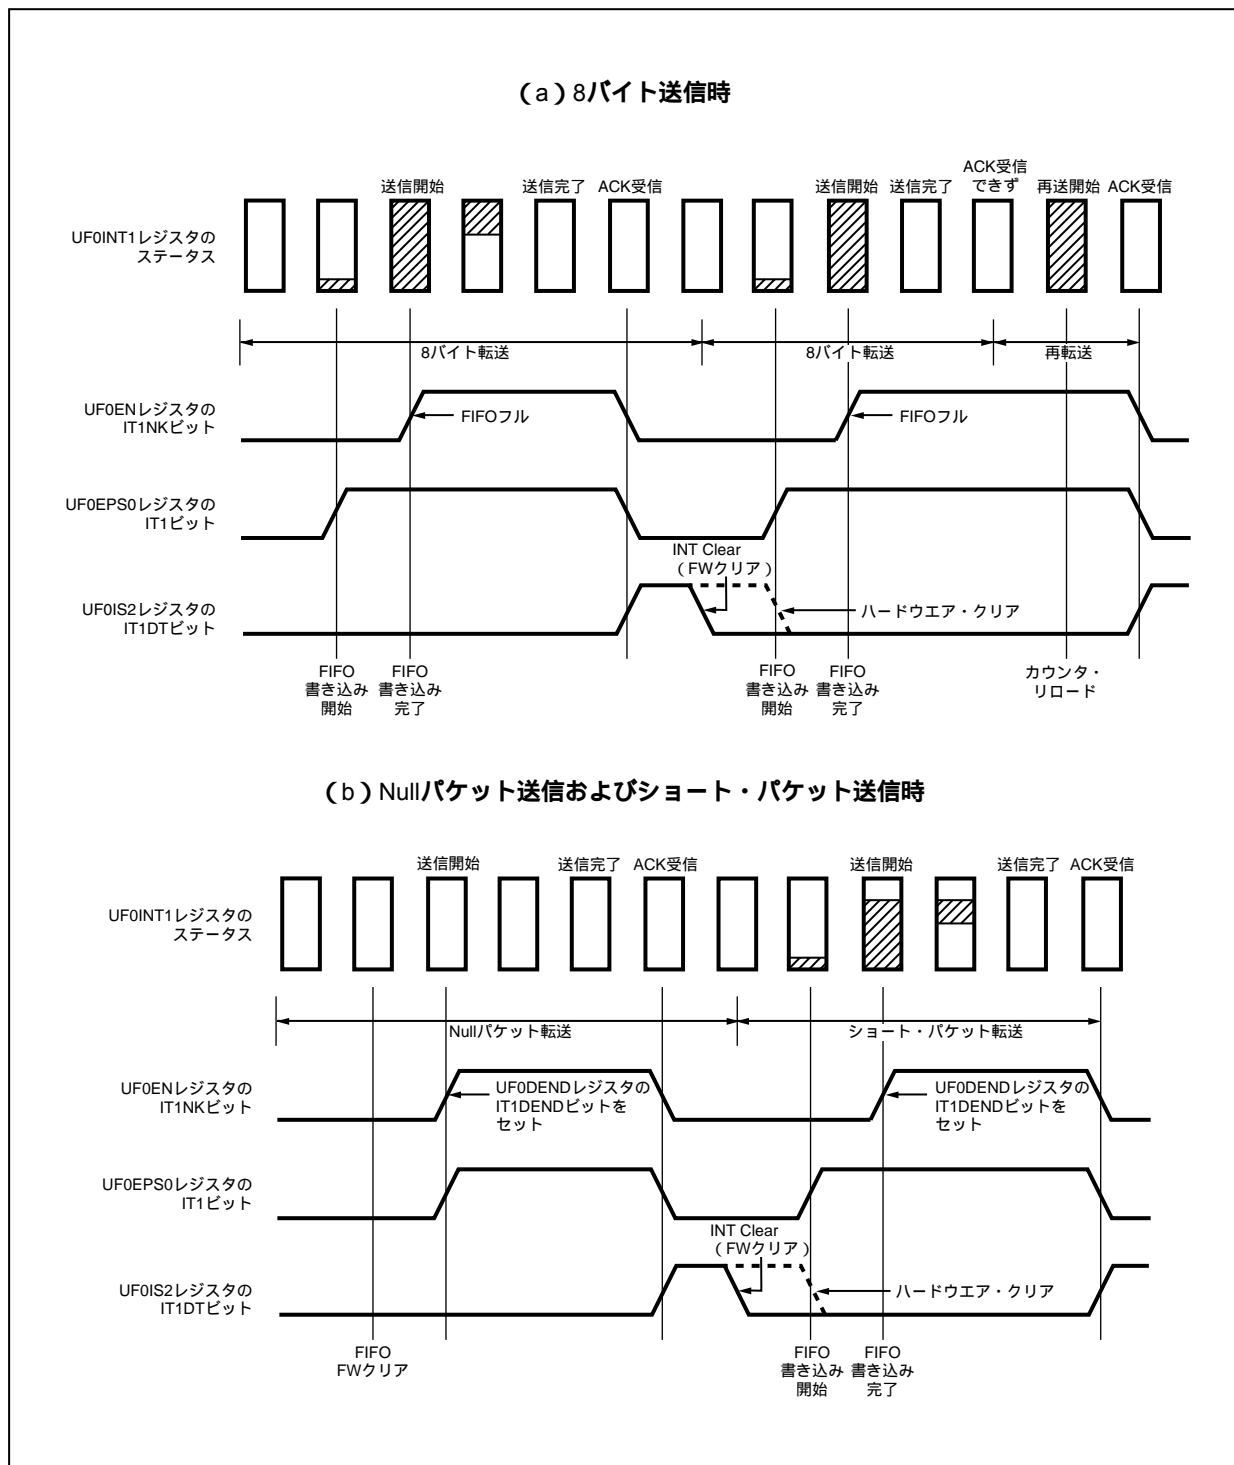 (a) 8バイト送信時
送信開始
送信完了
ACK受信
送信開始
送信完了
ACK受信
できず
再送開始
ACK受信
UF0INT1レジスタの
ステータス
8バイト転送
8バイト転送
再転送
UF0ENレジスタの
IT1NKビット
FIFOフル
FIFOフル
UF0EPS0レジスタの
IT1ビット
INT Clear
(FWクリア)
UF0IS2レジスタの
IT1DTビット
ハードウエア・クリア
FIFO
書き込み
開始
FIFO
書き込み
完了
FIFO
書き込み
開始
FIFO
書き込み
完了
カウンタ・
リロード
(b) Nullパケット送信およびショート・パケット送信時
送信開始
送信完了
ACK受信
送信開始
送信完了
ACK受信
UF0INT1レジスタの
ステータス
Nullパケット転送
ショート・パケット転送
UF0ENレジスタの
IT1NKビット
UF0DENDレジスタの
IT1DENDビットを
セット
UF0DENDレジスタの
IT1DENDビットを
セット
UF0EPS0レジスタの
IT1ビット
INT Clear
(FWクリア)
UF0IS2レジスタの
IT1DTビット
ハードウエア・クリア
FIFO
FWクリア
FIFO
書き込み
開始
FIFO
書き込み
完了